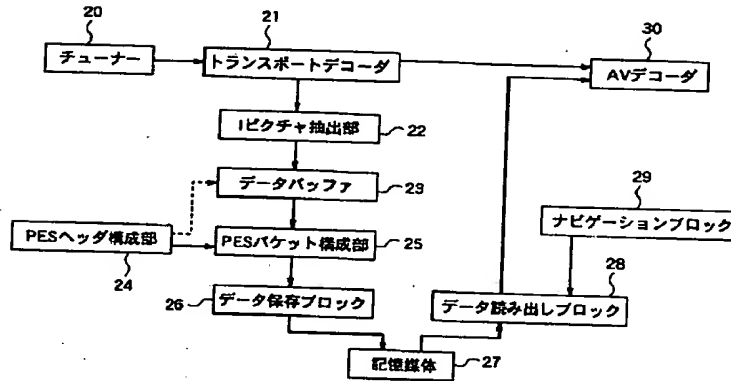 20
チューナー
21
トランスポートデコーダ
30
AVデコーダ
Iピクチャ抽出部
22
データバッファ
23
29
ナビゲーションブロック
PESヘッダ構成部
24
PESパケット構成部
25
28
データ読み出しブロック
26
データ保存ブロック
記憶媒体
27